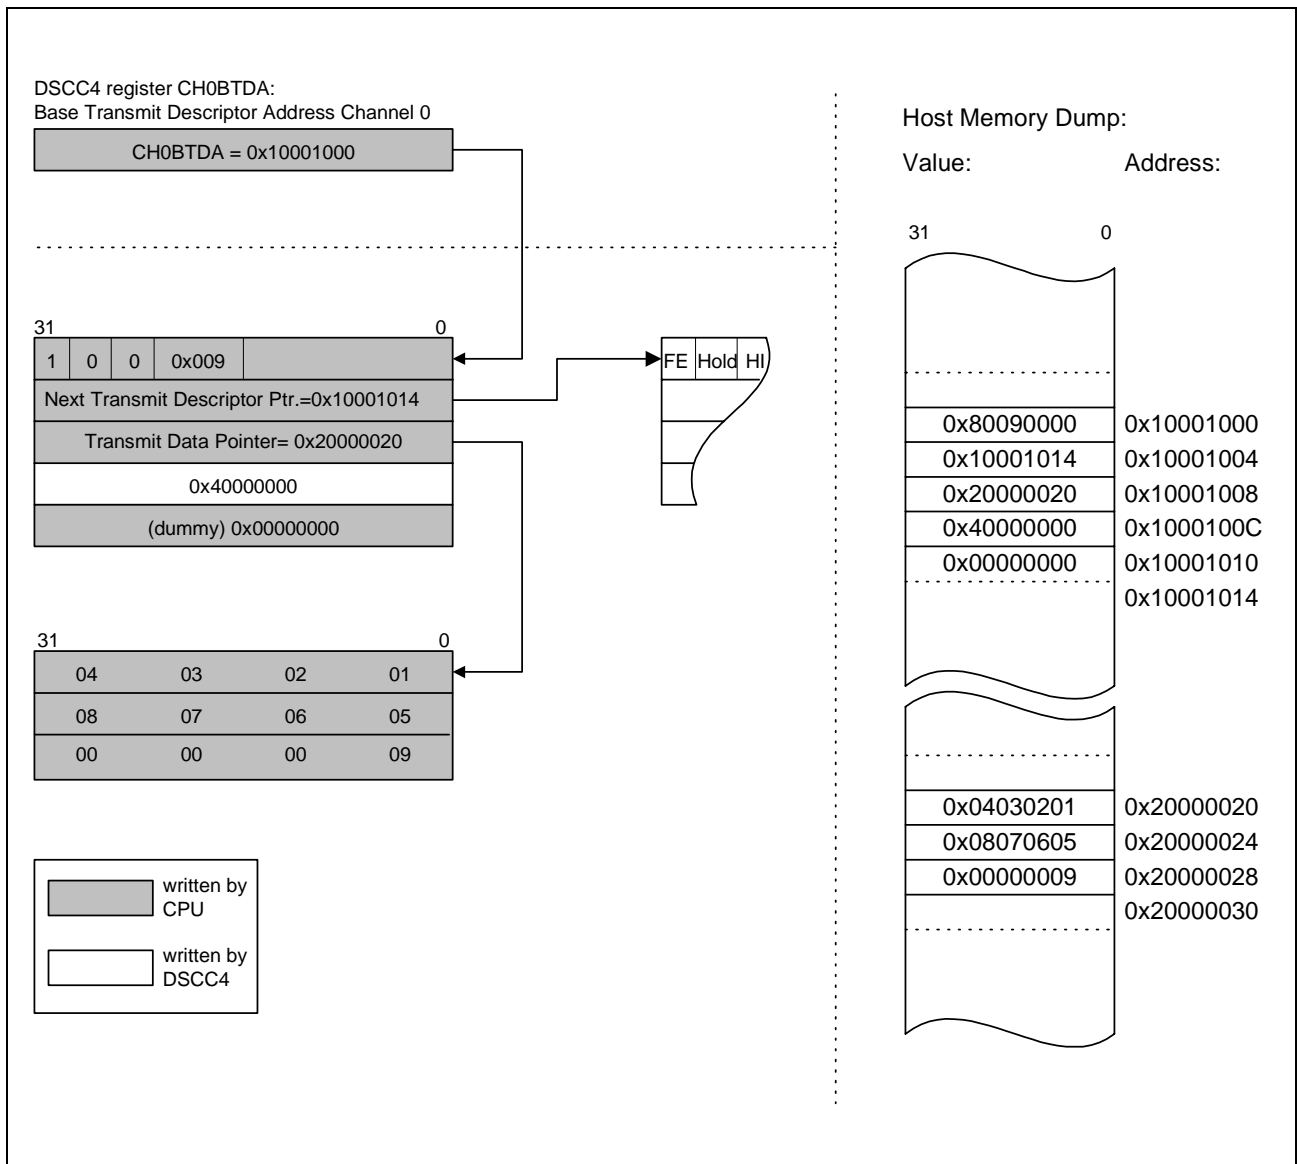 DSCC4 register CH0BTDA:
Base Transmit Descriptor Address Channel 0
CH0BTDA = 0x10001000
31 0
1 0 0 0x009
Next Transmit Descriptor Ptr.=0x10001014
Transmit Data Pointer= 0x20000020
0x40000000
(dummy) 0x00000000
FE Hold HI
31 0
04 03 02 01
08 07 06 05
00 00 00 09
written by
CPU
written by
DSCC4
Host Memory Dump:
Value: Address:
31 0
0x80090000 0x10001000
0x10001014 0x10001004
0x20000020 0x10001008
0x40000000 0x1000100C
0x00000000 0x10001010
0x10001014
0x04030201 0x20000020
0x08070605 0x20000024
0x00000009 0x20000028
0x20000030